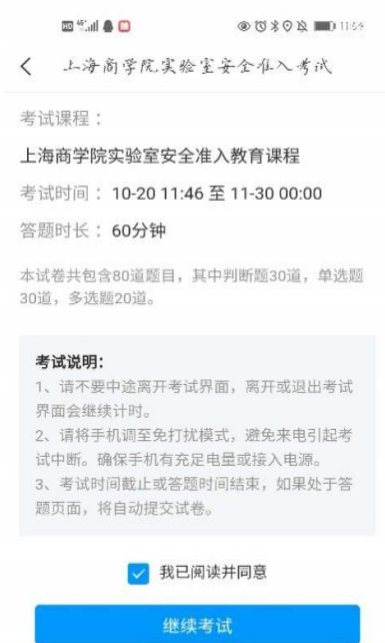 HD 4G 11:54
上海商学院实验室安全准入考试
考试课程：
上海商学院实验室安全准入教育课程
考试时间：10-20 11:46 至 11-30 00:00
答题时长：60分钟
本试卷共包含80道题目，其中判断题30道，单选题
30道，多选题20道。
考试说明：
1、请不要中途离开考试界面，离开或退出考试
界面会继续计时。
2、请将手机调至免打扰模式，避免来电引起考
试中断。确保手机有充足电量或接入电源。
3、考试时间截止或答题时间结束，如果处于答
题页面，将自动提交试卷。
我已阅读并同意
继续考试